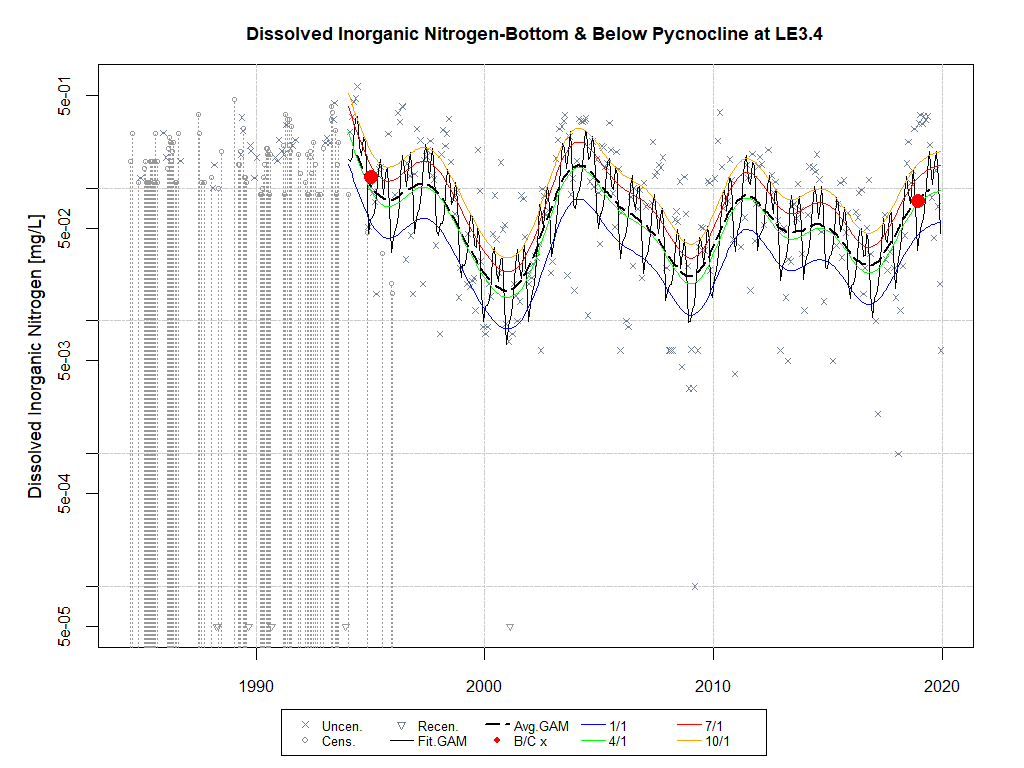 Dissolved Inorganic Nitrogen-Bottom & Below Pycnocline at LE3.4
Dissolved Inorganic Nitrogen [mg/L]
5e-01
5e-02
5e-03
5e-04
5e-05
1990 2000 2010 2020
Uncen. Recen. Avg.GAM 1/1 7/1
Cens. Fit.GAM B/C x 4/1 10/1